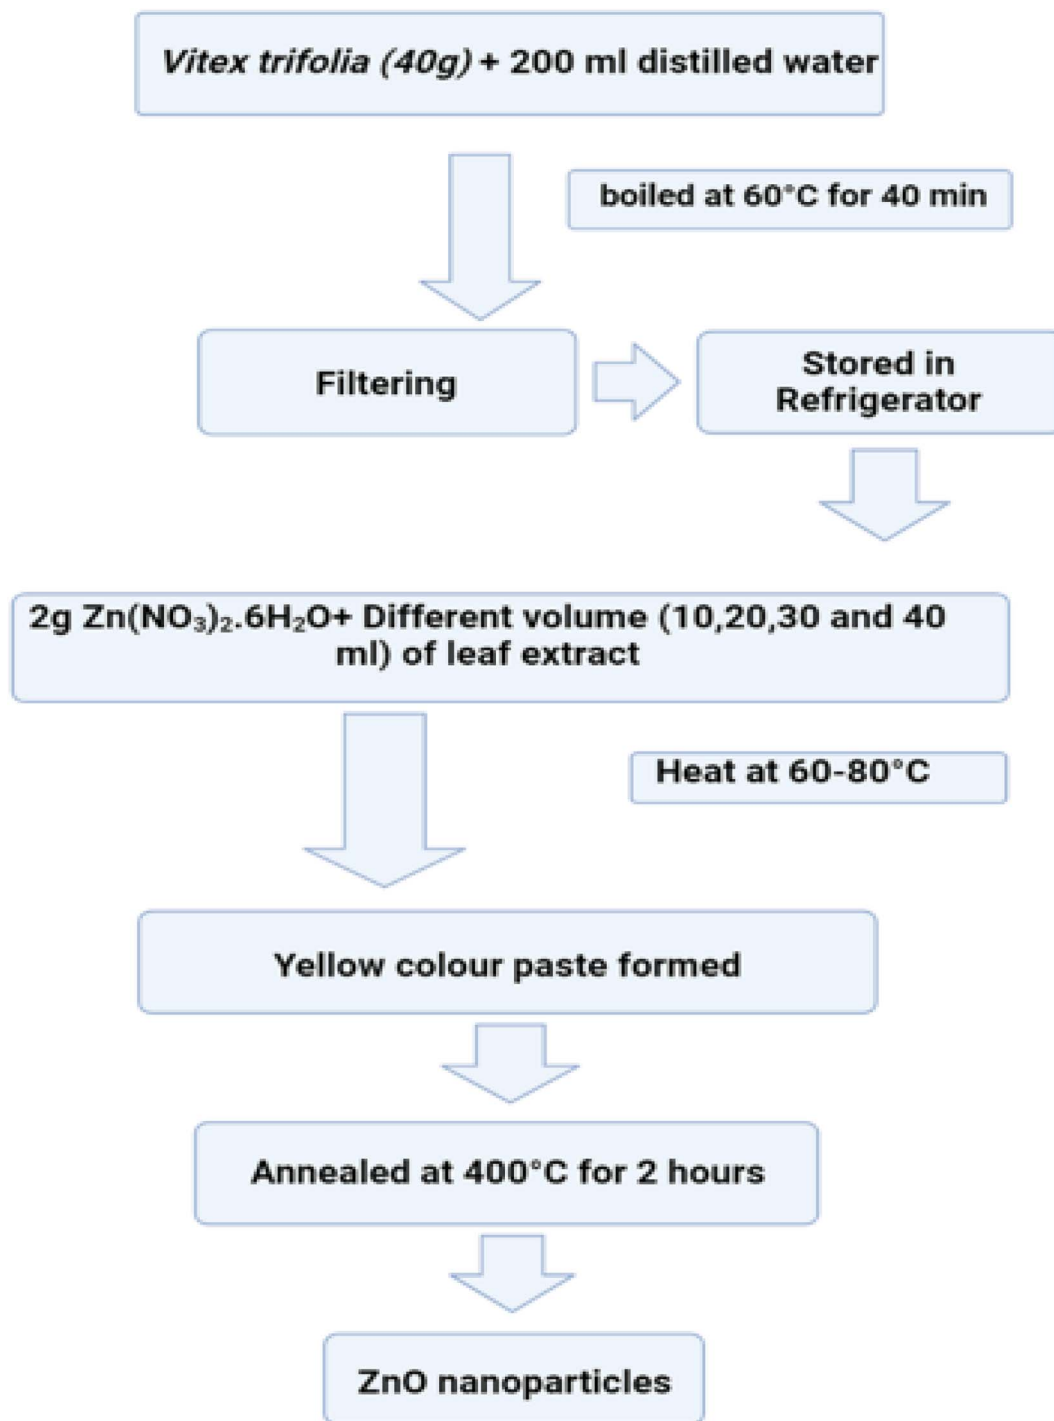 Vitex trifolia (40g) + 200 ml distilled water
boiled at 60°C for 40 min
Filtering
Stored in
Refrigerator
2g Zn(NO₃)₂.6H₂O+ Different volume (10,20,30 and 40
ml) of leaf extract
Heat at 60-80°C
Yellow colour paste formed
Annealed at 400°C for 2 hours
ZnO nanoparticles